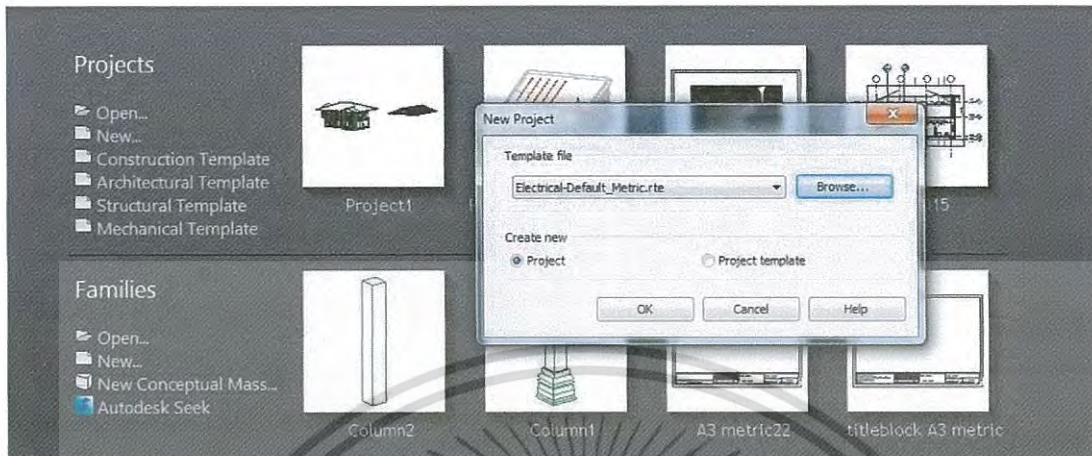 Projects
Open...
New...
Construction Template
Architectural Template
Structural Template
Mechanical Template
Project1
15
New Project
Template file
Electrical-Default_Metric.rte
Browse...
Create new
Project
Project template
OK
Cancel
Help
Families
Open...
New...
New Conceptual Mass...
Autodesk Seek
Column2
Column1
A3 metric22
titleblock A3 metric